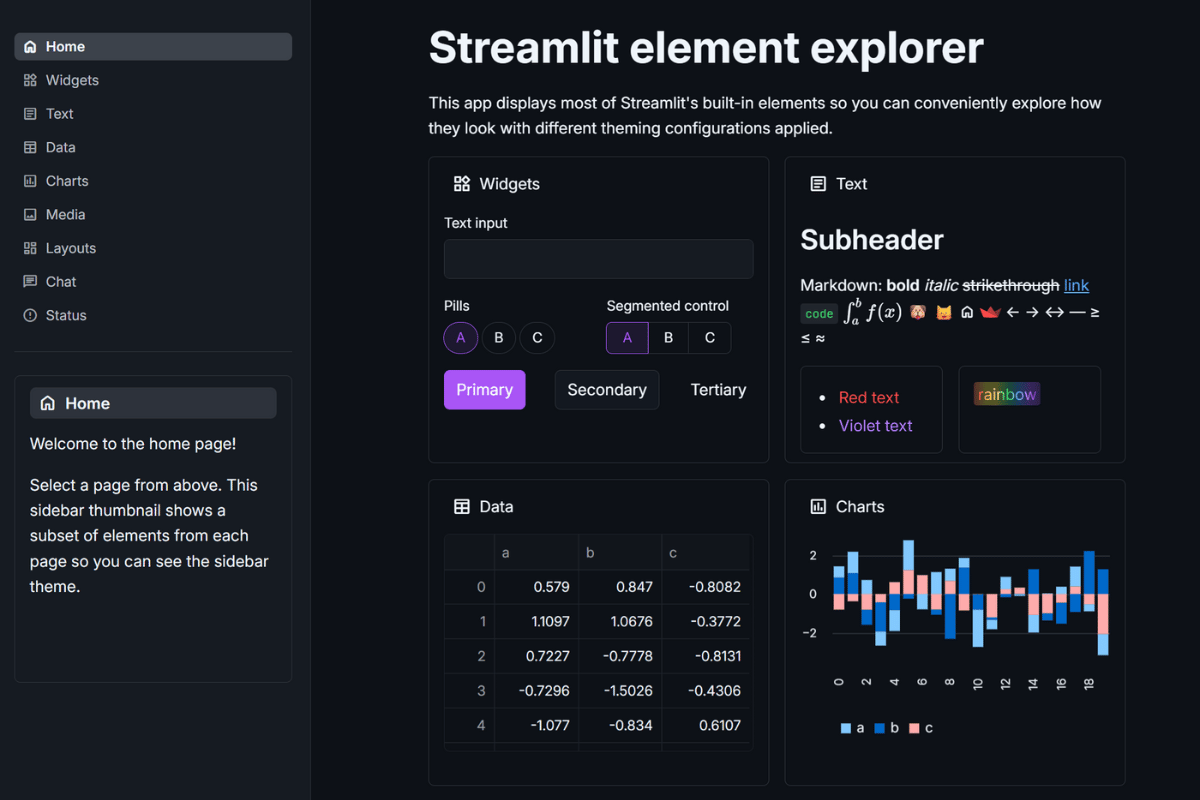 Home
Widgets
Text
Data
Charts
Media
Layouts
Chat
Status
Home
Welcome to the home page!
Select a page from above. This
sidebar thumbnail shows a
subset of elements from each
page so you can see the sidebar
theme.
Streamlit element explorer
This app displays most of Streamlit's built-in elements so you can conveniently explore how
they look with different theming configurations applied.
Widgets
Text input
Pills Segmented control
A B C A B C
Primary Secondary Tertiary
Text
Subheader
Markdown: bold italic strikethrough link
code ∫ₐᵇ f(x) 🐶 😺 ← → ↔ — ≥
≤ ≈
Red text
Violet text
rainbow
Data
a b c
0 0.579 0.847 -0.8082
1 1.1097 1.0676 -0.3772
2 0.7227 -0.7778 -0.8131
3 -0.7296 -1.5026 -0.4306
4 -1.077 -0.834 0.6107
Charts
2
0
−2
0 2 4 6 8 10 12 14 16 18
a b c